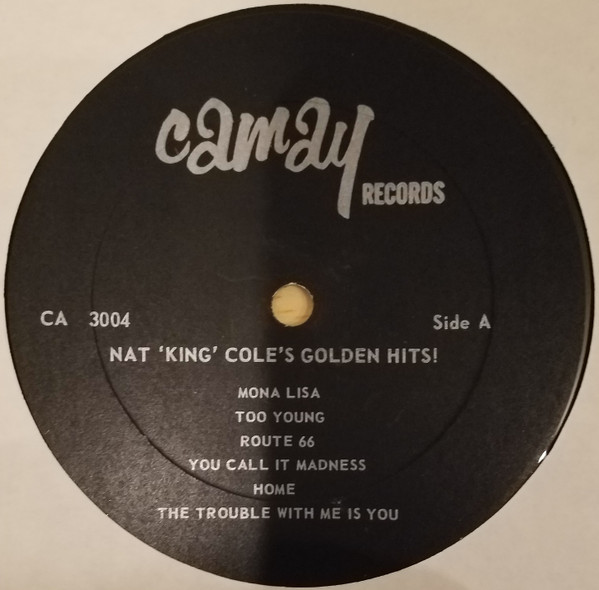 camay
RECORDS
CA 3004 Side A
NAT 'KING' COLE'S GOLDEN HITS!
MONA LISA
TOO YOUNG
ROUTE 66
YOU CALL IT MADNESS
HOME
THE TROUBLE WITH ME IS YOU